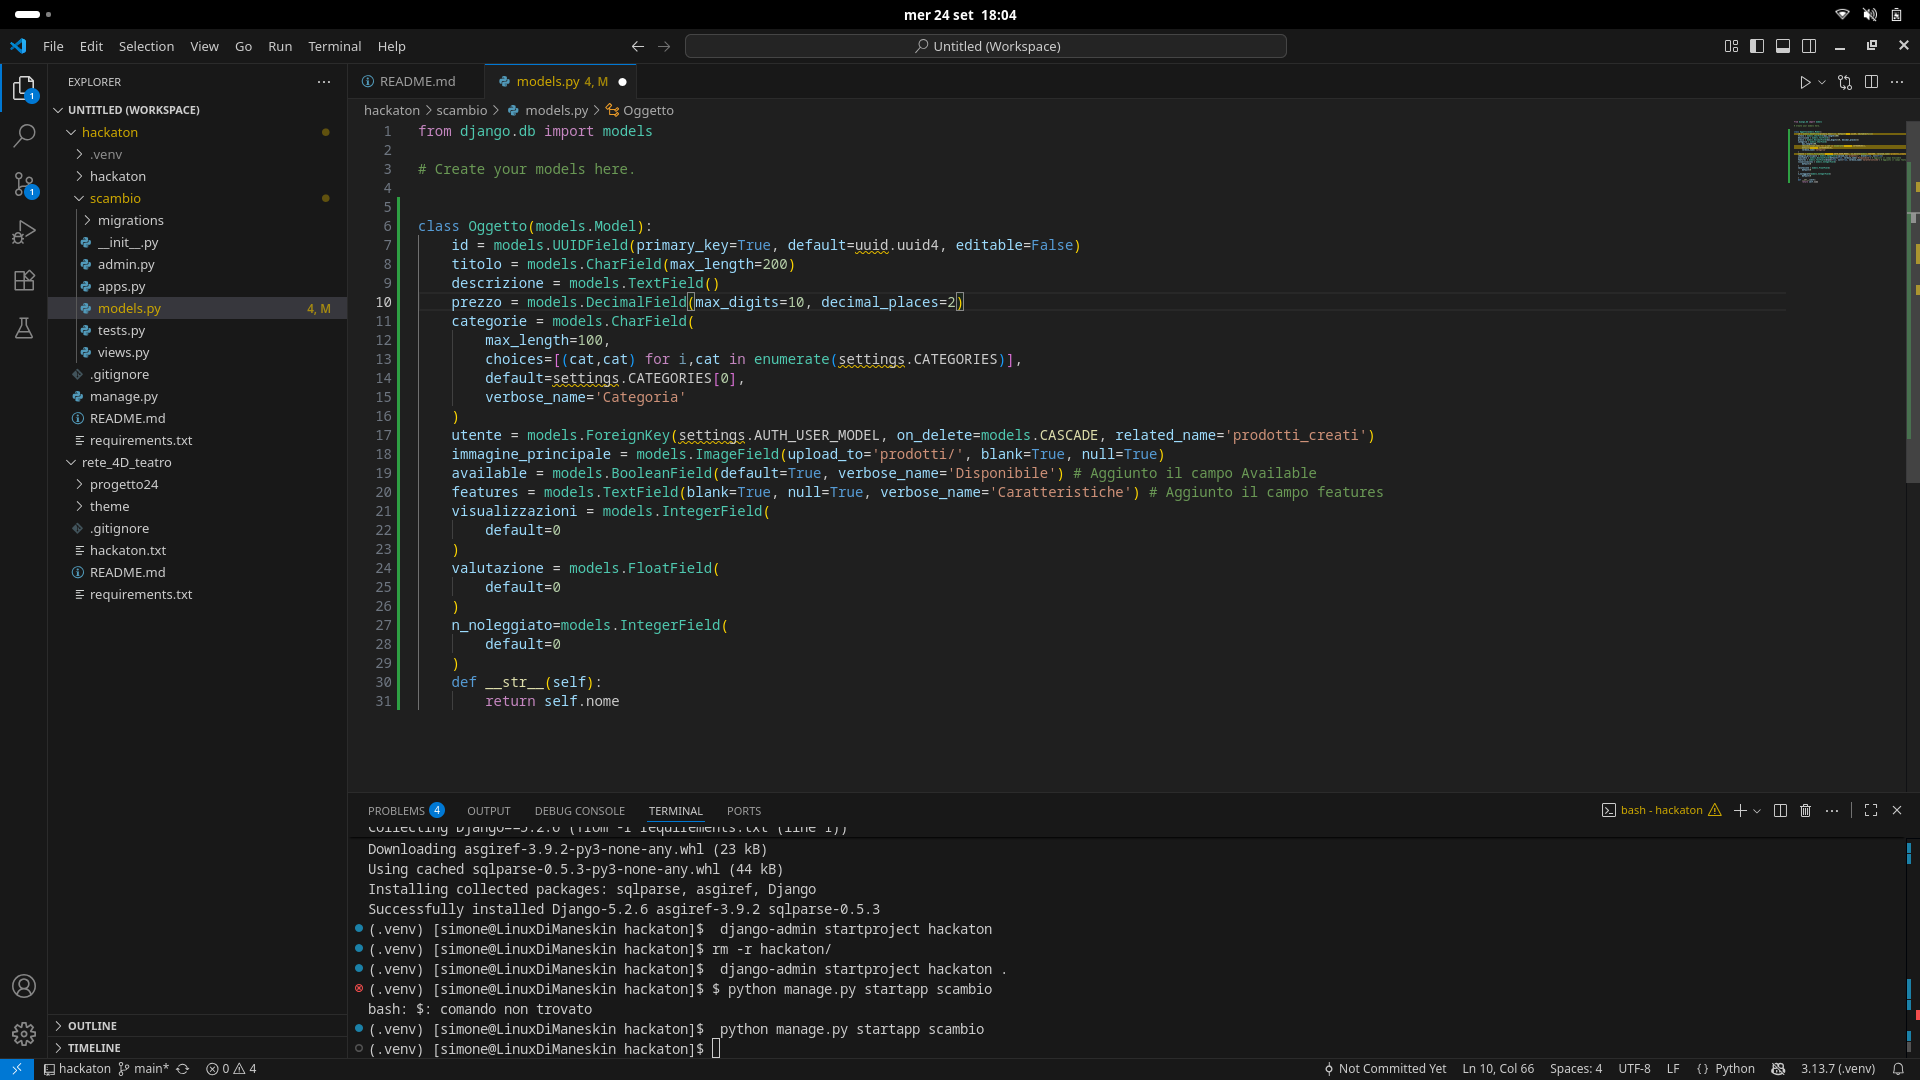 mer 24 set 18:04
File Edit Selection View Go Run Terminal Help
Untitled (Workspace)
EXPLORER
README.md
models.py 4, M
UNTITLED (WORKSPACE)
hackaton
.venv
hackaton
scambio
migrations
__init__.py
admin.py
apps.py
models.py 4, M
tests.py
views.py
.gitignore
manage.py
README.md
requirements.txt
rete_4D_teatro
progetto24
theme
.gitignore
hackaton.txt
README.md
requirements.txt
OUTLINE
TIMELINE
1
1
hackaton > scambio > models.py > Oggetto
1 from django.db import models
2
3 # Create your models here.
4
5
6 class Oggetto(models.Model):
7 id = models.UUIDField(primary_key=True, default=uuid.uuid4, editable=False)
8 titolo = models.CharField(max_length=200)
9 descrizione = models.TextField()
10 prezzo = models.DecimalField(max_digits=10, decimal_places=2)
11 categorie = models.CharField(
12 max_length=100,
13 choices=[(cat,cat) for i,cat in enumerate(settings.CATEGORIES)],
14 default=settings.CATEGORIES[0],
15 verbose_name='Categoria'
16 )
17 utente = models.ForeignKey(settings.AUTH_USER_MODEL, on_delete=models.CASCADE, related_name='prodotti_creati')
18 immagine_principale = models.ImageField(upload_to='prodotti/', blank=True, null=True)
19 available = models.BooleanField(default=True, verbose_name='Disponibile') # Aggiunto il campo Available
20 features = models.TextField(blank=True, null=True, verbose_name='Caratteristiche') # Aggiunto il campo features
21 visualizzazioni = models.IntegerField(
22 default=0
23 )
24 valutazione = models.FloatField(
25 default=0
26 )
27 n_noleggiato=models.IntegerField(
28 default=0
29 )
30 def __str__(self):
31 return self.nome
PROBLEMS 4 OUTPUT DEBUG CONSOLE TERMINAL PORTS
bash - hackaton
Collecting Django==5.2.6 (from -r requirements.txt (line 1))
Downloading asgiref-3.9.2-py3-none-any.whl (23 kB)
Using cached sqlparse-0.5.3-py3-none-any.whl (44 kB)
Installing collected packages: sqlparse, asgiref, Django
Successfully installed Django-5.2.6 asgiref-3.9.2 sqlparse-0.5.3
(.venv) [simone@LinuxDiManeskin hackaton]$  django-admin startproject hackaton
(.venv) [simone@LinuxDiManeskin hackaton]$ rm -r hackaton/
(.venv) [simone@LinuxDiManeskin hackaton]$  django-admin startproject hackaton .
(.venv) [simone@LinuxDiManeskin hackaton]$ $ python manage.py startapp scambio
bash: $: comando non trovato
(.venv) [simone@LinuxDiManeskin hackaton]$  python manage.py startapp scambio
(.venv) [simone@LinuxDiManeskin hackaton]$
hackaton main* 0 4
Not Committed Yet Ln 10, Col 66 Spaces: 4 UTF-8 LF {} Python 3.13.7 (.venv)